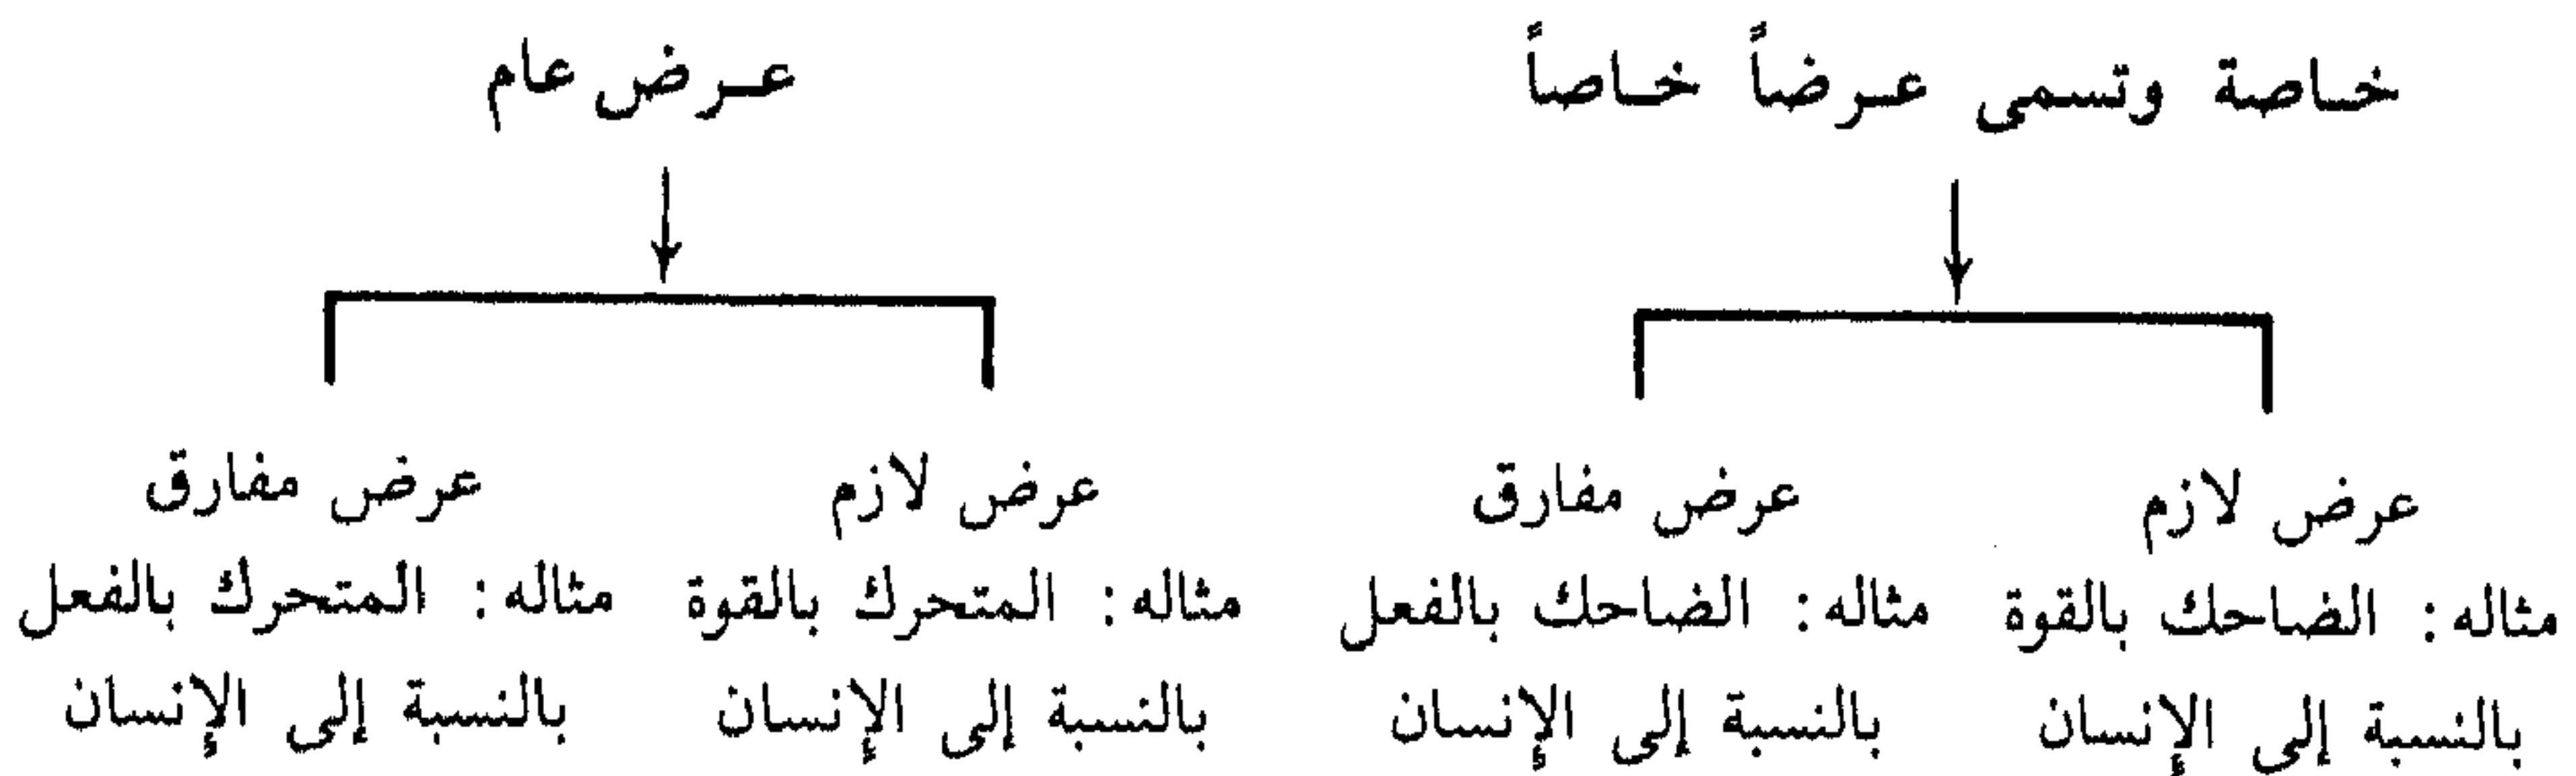 خاصة وتسمى عرضاً خاصاً
عرض عام
عرض لازم
مثاله: الضاحك بالقوة
بالنسبة إلى الإنسان
عرض مفارق
مثاله: الضاحك بالفعل
بالنسبة إلى الإنسان
عرض لازم
مثاله: المتحرك بالقوة
بالنسبة إلى الإنسان
عرض مفارق
مثاله: المتحرك بالفعل
بالنسبة إلى الإنسان